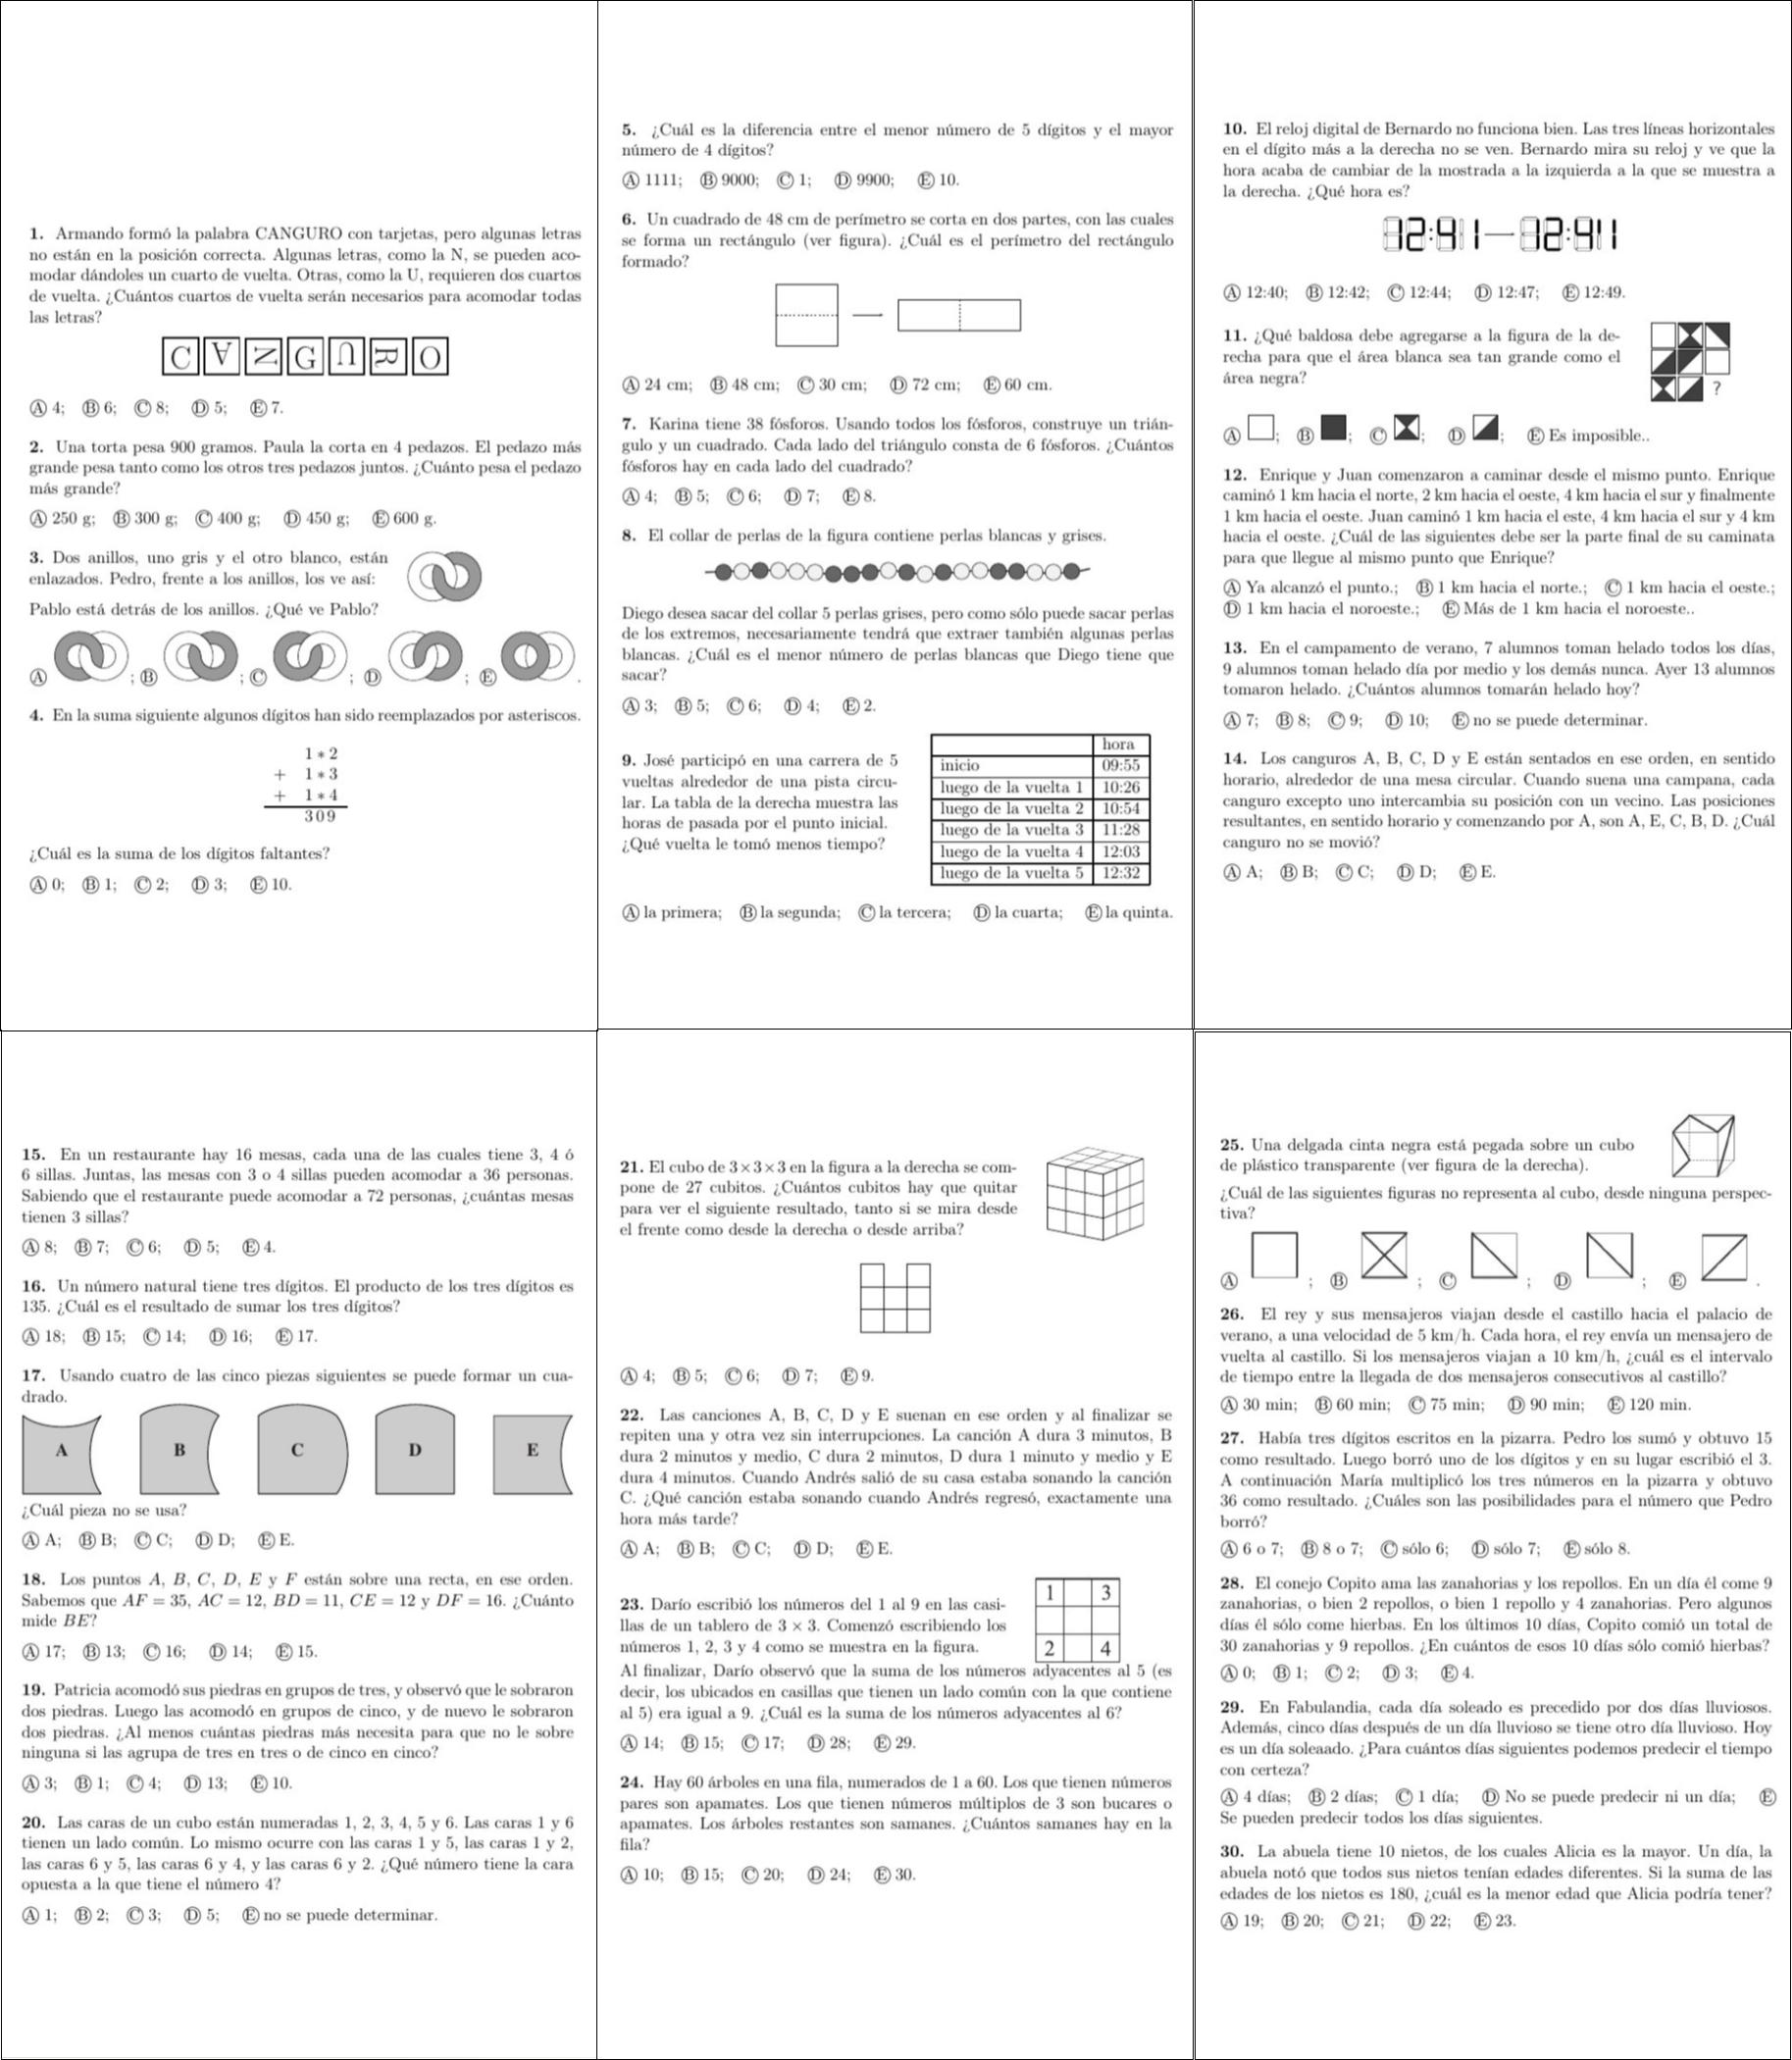 1. Armando formó la palabra CANGURO con tarjetas, pero algunas letras
no están en la posición correcta. Algunas letras, como la N, se pueden aco-
modar dándoles un cuarto de vuelta. Otras, como la U, requieren dos cuartos
de vuelta. ¿Cuántos cuartos de vuelta serán necesarios para acomodar todas
las letras?
C A N G U R O
Ⓐ 4; Ⓑ 6; Ⓒ 8; Ⓓ 5; Ⓔ 7.
2. Una torta pesa 900 gramos. Paula la corta en 4 pedazos. El pedazo más
grande pesa tanto como los otros tres pedazos juntos. ¿Cuánto pesa el pedazo
más grande?
Ⓐ 250 g; Ⓑ 300 g; Ⓒ 400 g; Ⓓ 450 g; Ⓔ 600 g.
3. Dos anillos, uno gris y el otro blanco, están
enlazados. Pedro, frente a los anillos, los ve así:
Pablo está detrás de los anillos. ¿Qué ve Pablo?
Ⓐ ; Ⓑ ; Ⓒ ; Ⓓ ; Ⓔ .
4. En la suma siguiente algunos dígitos han sido reemplazados por asteriscos.
1 * 2
+ 1 * 3
+ 1 * 4
3 0 9
¿Cuál es la suma de los dígitos faltantes?
Ⓐ 0; Ⓑ 1; Ⓒ 2; Ⓓ 3; Ⓔ 10.
5. ¿Cuál es la diferencia entre el menor número de 5 dígitos y el mayor
número de 4 dígitos?
Ⓐ 1111; Ⓑ 9000; Ⓒ 1; Ⓓ 9900; Ⓔ 10.
6. Un cuadrado de 48 cm de perímetro se corta en dos partes, con las cuales
se forma un rectángulo (ver figura). ¿Cuál es el perímetro del rectángulo
formado?
Ⓐ 24 cm; Ⓑ 48 cm; Ⓒ 30 cm; Ⓓ 72 cm; Ⓔ 60 cm.
7. Karina tiene 38 fósforos. Usando todos los fósforos, construye un trián-
gulo y un cuadrado. Cada lado del triángulo consta de 6 fósforos. ¿Cuántos
fósforos hay en cada lado del cuadrado?
Ⓐ 4; Ⓑ 5; Ⓒ 6; Ⓓ 7; Ⓔ 8.
8. El collar de perlas de la figura contiene perlas blancas y grises.
Diego desea sacar del collar 5 perlas grises, pero como sólo puede sacar perlas
de los extremos, necesariamente tendrá que extraer también algunas perlas
blancas. ¿Cuál es el menor número de perlas blancas que Diego tiene que
sacar?
Ⓐ 3; Ⓑ 5; Ⓒ 6; Ⓓ 4; Ⓔ 2.
9. José participó en una carrera de 5
vueltas alrededor de una pista circu-
lar. La tabla de la derecha muestra las
horas de pasada por el punto inicial.
¿Qué vuelta le tomó menos tiempo?
hora
inicio 09:55
luego de la vuelta 1 10:26
luego de la vuelta 2 10:54
luego de la vuelta 3 11:28
luego de la vuelta 4 12:03
luego de la vuelta 5 12:32
Ⓐ la primera; Ⓑ la segunda; Ⓒ la tercera; Ⓓ la cuarta; Ⓔ la quinta.
10. El reloj digital de Bernardo no funciona bien. Las tres líneas horizontales
en el dígito más a la derecha no se ven. Bernardo mira su reloj y ve que la
hora acaba de cambiar de la mostrada a la izquierda a la que se muestra a
la derecha. ¿Qué hora es?
Ⓐ 12:40; Ⓑ 12:42; Ⓒ 12:44; Ⓓ 12:47; Ⓔ 12:49.
11. ¿Qué baldosa debe agregarse a la figura de la de-
recha para que el área blanca sea tan grande como el
área negra?
?
Ⓐ ; Ⓑ ; Ⓒ ; Ⓓ ; Ⓔ Es imposible..
12. Enrique y Juan comenzaron a caminar desde el mismo punto. Enrique
caminó 1 km hacia el norte, 2 km hacia el oeste, 4 km hacia el sur y finalmente
1 km hacia el oeste. Juan caminó 1 km hacia el este, 4 km hacia el sur y 4 km
hacia el oeste. ¿Cuál de las siguientes debe ser la parte final de su caminata
para que llegue al mismo punto que Enrique?
Ⓐ Ya alcanzó el punto.; Ⓑ 1 km hacia el norte.; Ⓒ 1 km hacia el oeste.;
Ⓓ 1 km hacia el noroeste.; Ⓔ Más de 1 km hacia el noroeste..
13. En el campamento de verano, 7 alumnos toman helado todos los días,
9 alumnos toman helado día por medio y los demás nunca. Ayer 13 alumnos
tomaron helado. ¿Cuántos alumnos tomarán helado hoy?
Ⓐ 7; Ⓑ 8; Ⓒ 9; Ⓓ 10; Ⓔ no se puede determinar.
14. Los canguros A, B, C, D y E están sentados en ese orden, en sentido
horario, alrededor de una mesa circular. Cuando suena una campana, cada
canguro excepto uno intercambia su posición con un vecino. Las posiciones
resultantes, en sentido horario y comenzando por A, son A, E, C, B, D. ¿Cuál
canguro no se movió?
Ⓐ A; Ⓑ B; Ⓒ C; Ⓓ D; Ⓔ E.
15. En un restaurante hay 16 mesas, cada una de las cuales tiene 3, 4 ó
6 sillas. Juntas, las mesas con 3 o 4 sillas pueden acomodar a 36 personas.
Sabiendo que el restaurante puede acomodar a 72 personas, ¿cuántas mesas
tienen 3 sillas?
Ⓐ 8; Ⓑ 7; Ⓒ 6; Ⓓ 5; Ⓔ 4.
16. Un número natural tiene tres dígitos. El producto de los tres dígitos es
135. ¿Cuál es el resultado de sumar los tres dígitos?
Ⓐ 18; Ⓑ 15; Ⓒ 14; Ⓓ 16; Ⓔ 17.
17. Usando cuatro de las cinco piezas siguientes se puede formar un cua-
drado.
A B C D E
¿Cuál pieza no se usa?
Ⓐ A; Ⓑ B; Ⓒ C; Ⓓ D; Ⓔ E.
18. Los puntos A, B, C, D, E y F están sobre una recta, en ese orden.
Sabemos que AF = 35, AC = 12, BD = 11, CE = 12 y DF = 16. ¿Cuánto
mide BE?
Ⓐ 17; Ⓑ 13; Ⓒ 16; Ⓓ 14; Ⓔ 15.
19. Patricia acomodó sus piedras en grupos de tres, y observó que le sobraron
dos piedras. Luego las acomodó en grupos de cinco, y de nuevo le sobraron
dos piedras. ¿Al menos cuántas piedras más necesita para que no le sobre
ninguna si las agrupa de tres en tres o de cinco en cinco?
Ⓐ 3; Ⓑ 1; Ⓒ 4; Ⓓ 13; Ⓔ 10.
20. Las caras de un cubo están numeradas 1, 2, 3, 4, 5 y 6. Las caras 1 y 6
tienen un lado común. Lo mismo ocurre con las caras 1 y 5, las caras 1 y 2,
las caras 6 y 5, las caras 6 y 4, y las caras 6 y 2. ¿Qué número tiene la cara
opuesta a la que tiene el número 4?
Ⓐ 1; Ⓑ 2; Ⓒ 3; Ⓓ 5; Ⓔ no se puede determinar.
21. El cubo de 3×3×3 en la figura a la derecha se com-
pone de 27 cubitos. ¿Cuántos cubitos hay que quitar
para ver el siguiente resultado, tanto si se mira desde
el frente como desde la derecha o desde arriba?
Ⓐ 4; Ⓑ 5; Ⓒ 6; Ⓓ 7; Ⓔ 9.
22. Las canciones A, B, C, D y E suenan en ese orden y al finalizar se
repiten una y otra vez sin interrupciones. La canción A dura 3 minutos, B
dura 2 minutos y medio, C dura 2 minutos, D dura 1 minuto y medio y E
dura 4 minutos. Cuando Andrés salió de su casa estaba sonando la canción
C. ¿Qué canción estaba sonando cuando Andrés regresó, exactamente una
hora más tarde?
Ⓐ A; Ⓑ B; Ⓒ C; Ⓓ D; Ⓔ E.
23. Darío escribió los números del 1 al 9 en las casi-
llas de un tablero de 3 × 3. Comenzó escribiendo los
números 1, 2, 3 y 4 como se muestra en la figura.
1 3
2 4
Al finalizar, Darío observó que la suma de los números adyacentes al 5 (es
decir, los ubicados en casillas que tienen un lado común con la que contiene
al 5) era igual a 9. ¿Cuál es la suma de los números adyacentes al 6?
Ⓐ 14; Ⓑ 15; Ⓒ 17; Ⓓ 28; Ⓔ 29.
24. Hay 60 árboles en una fila, numerados de 1 a 60. Los que tienen números
pares son apamates. Los que tienen números múltiplos de 3 son bucares o
apamates. Los árboles restantes son samanes. ¿Cuántos samanes hay en la
fila?
Ⓐ 10; Ⓑ 15; Ⓒ 20; Ⓓ 24; Ⓔ 30.
25. Una delgada cinta negra está pegada sobre un cubo
de plástico transparente (ver figura de la derecha).
¿Cuál de las siguientes figuras no representa al cubo, desde ninguna perspec-
tiva?
Ⓐ ; Ⓑ ; Ⓒ ; Ⓓ ; Ⓔ .
26. El rey y sus mensajeros viajan desde el castillo hacia el palacio de
verano, a una velocidad de 5 km/h. Cada hora, el rey envía un mensajero de
vuelta al castillo. Si los mensajeros viajan a 10 km/h, ¿cuál es el intervalo
de tiempo entre la llegada de dos mensajeros consecutivos al castillo?
Ⓐ 30 min; Ⓑ 60 min; Ⓒ 75 min; Ⓓ 90 min; Ⓔ 120 min.
27. Había tres dígitos escritos en la pizarra. Pedro los sumó y obtuvo 15
como resultado. Luego borró uno de los dígitos y en su lugar escribió el 3.
A continuación María multiplicó los tres números en la pizarra y obtuvo
36 como resultado. ¿Cuáles son las posibilidades para el número que Pedro
borró?
Ⓐ 6 o 7; Ⓑ 8 o 7; Ⓒ sólo 6; Ⓓ sólo 7; Ⓔ sólo 8.
28. El conejo Copito ama las zanahorias y los repollos. En un día él come 9
zanahorias, o bien 2 repollos, o bien 1 repollo y 4 zanahorias. Pero algunos
días él sólo come hierbas. En los últimos 10 días, Copito comió un total de
30 zanahorias y 9 repollos. ¿En cuántos de esos 10 días sólo comió hierbas?
Ⓐ 0; Ⓑ 1; Ⓒ 2; Ⓓ 3; Ⓔ 4.
29. En Fabulandia, cada día soleado es precedido por dos días lluviosos.
Además, cinco días después de un día lluvioso se tiene otro día lluvioso. Hoy
es un día soleaado. ¿Para cuántos días siguientes podemos predecir el tiempo
con certeza?
Ⓐ 4 días; Ⓑ 2 días; Ⓒ 1 día; Ⓓ No se puede predecir ni un día; Ⓔ
Se pueden predecir todos los días siguientes.
30. La abuela tiene 10 nietos, de los cuales Alicia es la mayor. Un día, la
abuela notó que todos sus nietos tenían edades diferentes. Si la suma de las
edades de los nietos es 180, ¿cuál es la menor edad que Alicia podría tener?
Ⓐ 19; Ⓑ 20; Ⓒ 21; Ⓓ 22; Ⓔ 23.